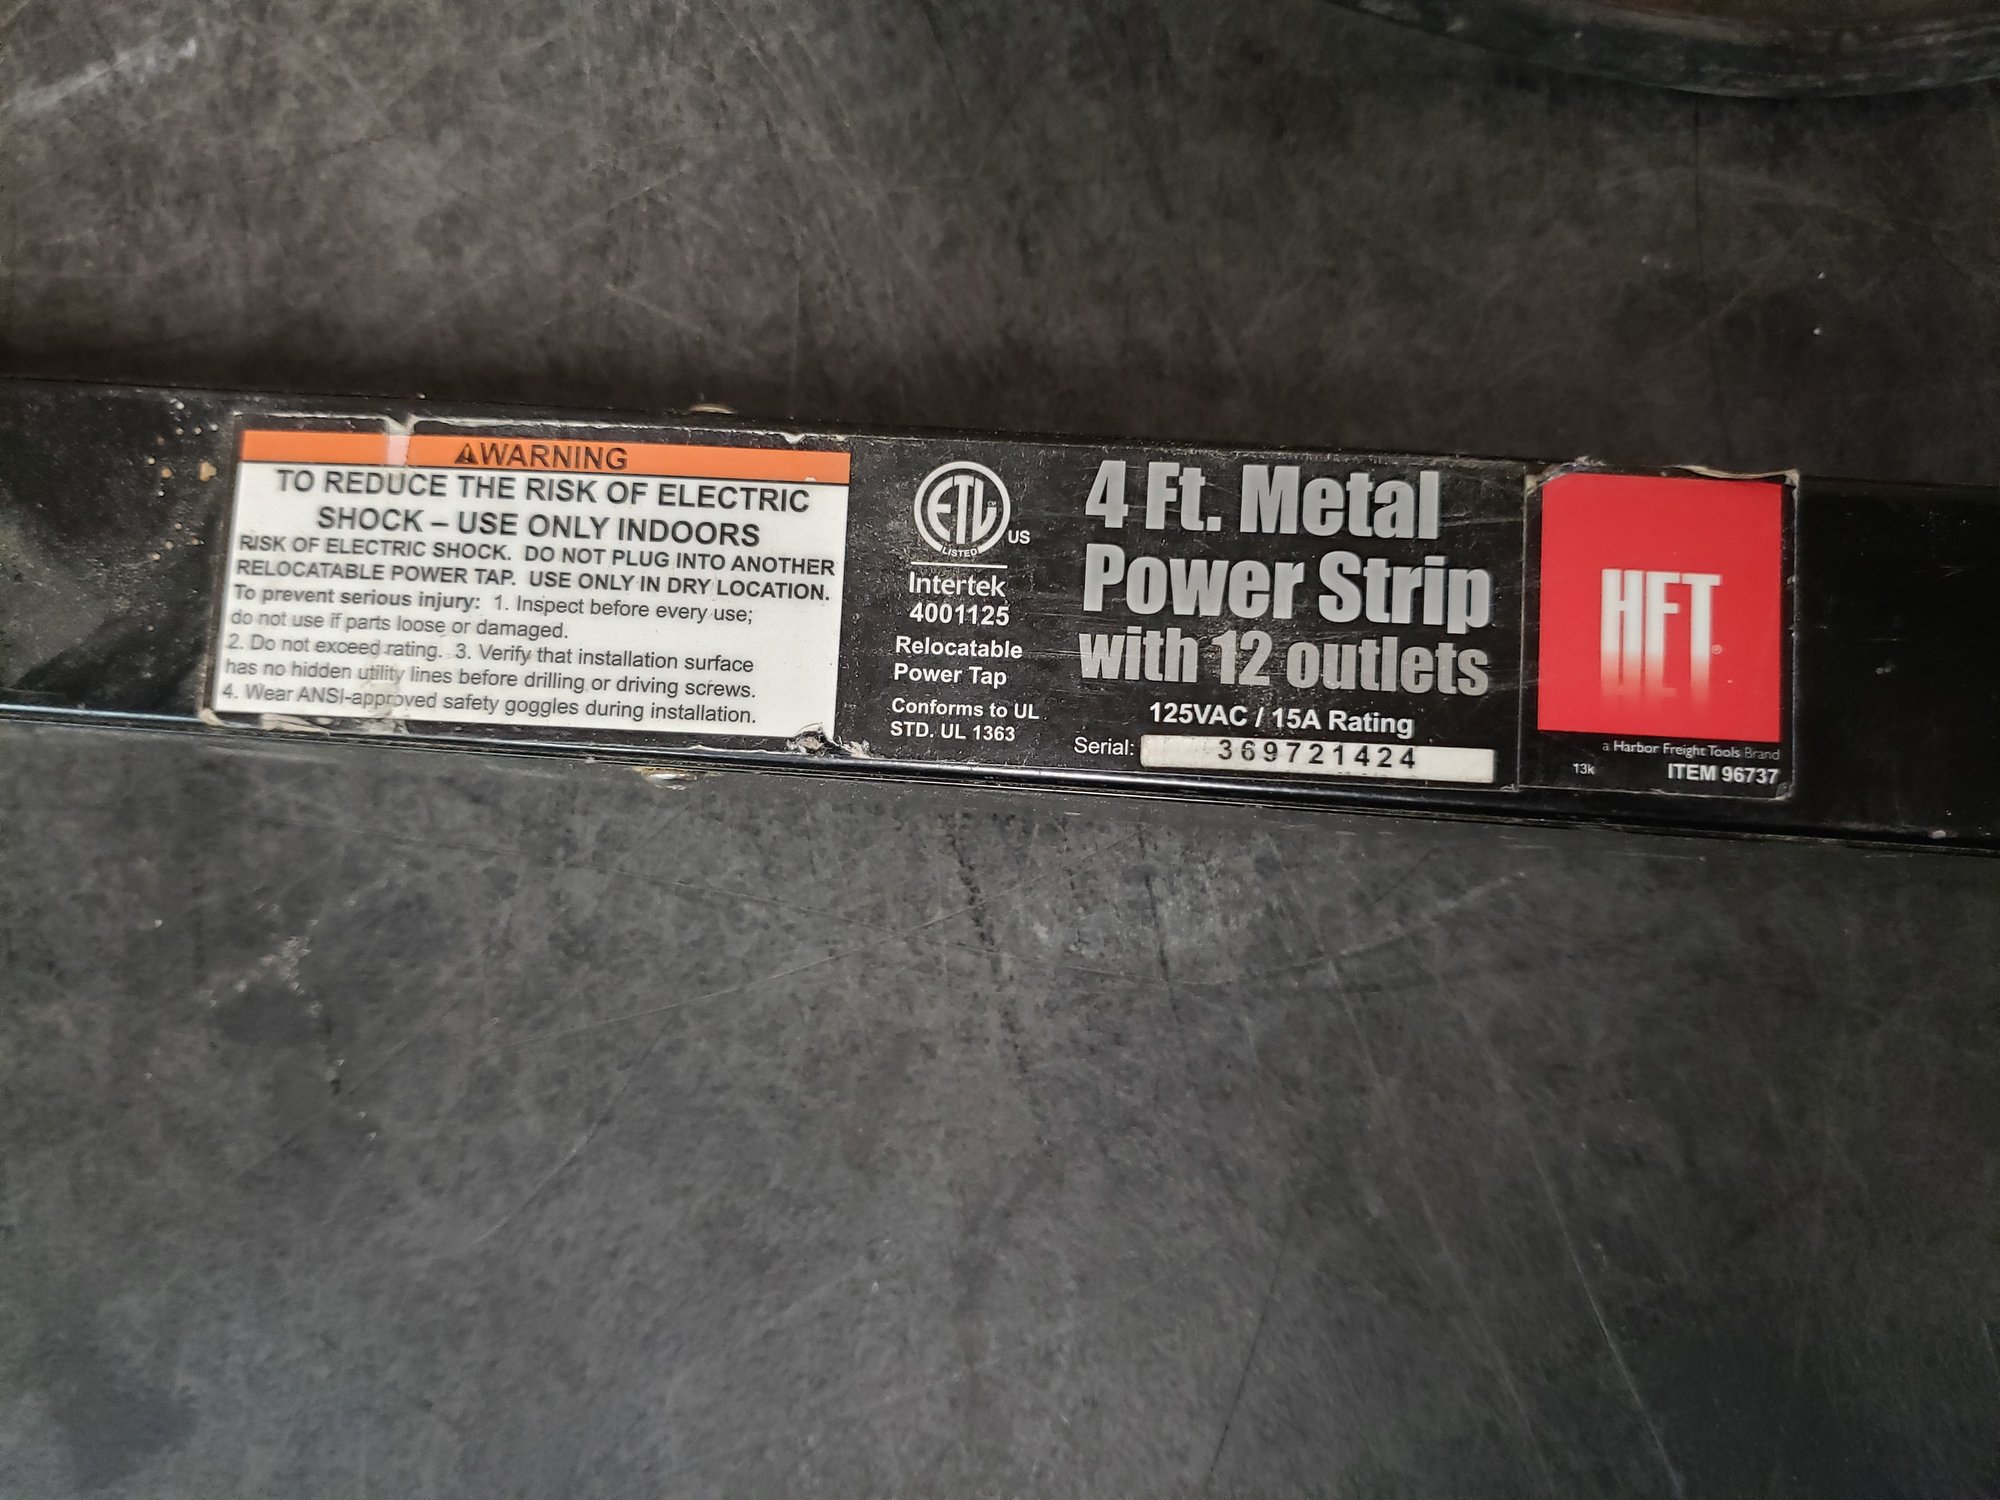 WARNING
TO REDUCE THE RISK OF ELECTRIC
SHOCK – USE ONLY INDOORS
RISK OF ELECTRIC SHOCK. DO NOT PLUG INTO ANOTHER
RELOCATABLE POWER TAP. USE ONLY IN DRY LOCATION.
To prevent serious injury: 1. Inspect before every use;
do not use if parts loose or damaged.
2. Do not exceed rating. 3. Verify that installation surface
has no hidden utility lines before drilling or driving screws.
4. Wear ANSI-approved safety goggles during installation.
ETL CM
LISTED
US
Intertek
4001125
Relocatable
Power Tap
Conforms to UL
STD. UL 1363
4 Ft. Metal
Power Strip
with 12 outlets
125VAC / 15A Rating
Serial: 369721424
HFT®
a Harbor Freight Tools Brand
13k ITEM 96737